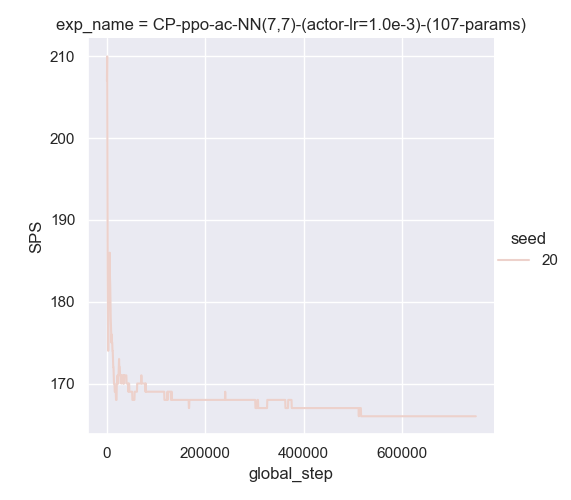 exp_name = CP-ppo-ac-NN(7,7)-(actor-lr=1.0e-3)-(107-params)
210
200
190
180
170
SPS
0
200000
400000
600000
global_step
seed
20